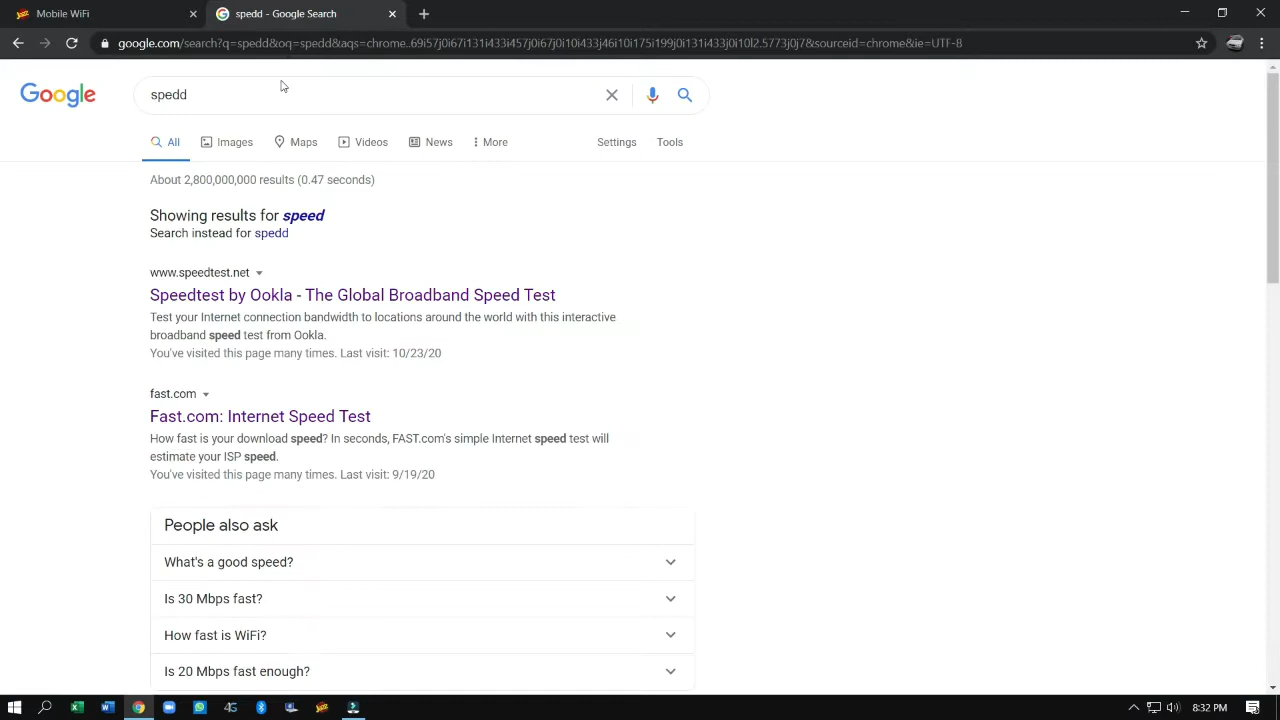 Mobile WiFi
spedd - Google Search
google.com/search?q=spedd&oq=spedd&aqs=chrome..69i57j0i67i131i433i457j0i67j0i10i433j46i10i175i199j0i131i433j0i10l2.5773j0j7&sourceid=chrome&ie=UTF-8
Google
spedd
All Images Maps Videos News More Settings Tools
About 2,800,000,000 results (0.47 seconds)
Showing results for speed
Search instead for spedd
www.speedtest.net
Speedtest by Ookla - The Global Broadband Speed Test
Test your Internet connection bandwidth to locations around the world with this interactive
broadband speed test from Ookla.
You've visited this page many times. Last visit: 10/23/20
fast.com
Fast.com: Internet Speed Test
How fast is your download speed? In seconds, FAST.com's simple Internet speed test will
estimate your ISP speed.
You've visited this page many times. Last visit: 9/19/20
People also ask
What's a good speed?
Is 30 Mbps fast?
How fast is WiFi?
Is 20 Mbps fast enough?
8:32 PM